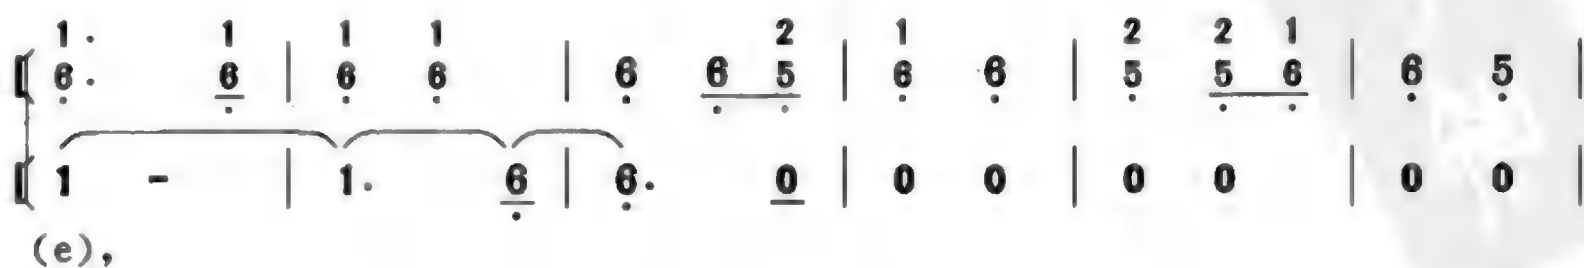 1· 1 | 1 1 | 2 | 1 | 2 2 1 | |
6· 6 | 6 6 | 6 6 5 | 6 6 | 5 5 6 | 6 5 |
1 - | 1· 6 | 6· 0 | 0 0 | 0 0 | 0 0 |
(e),